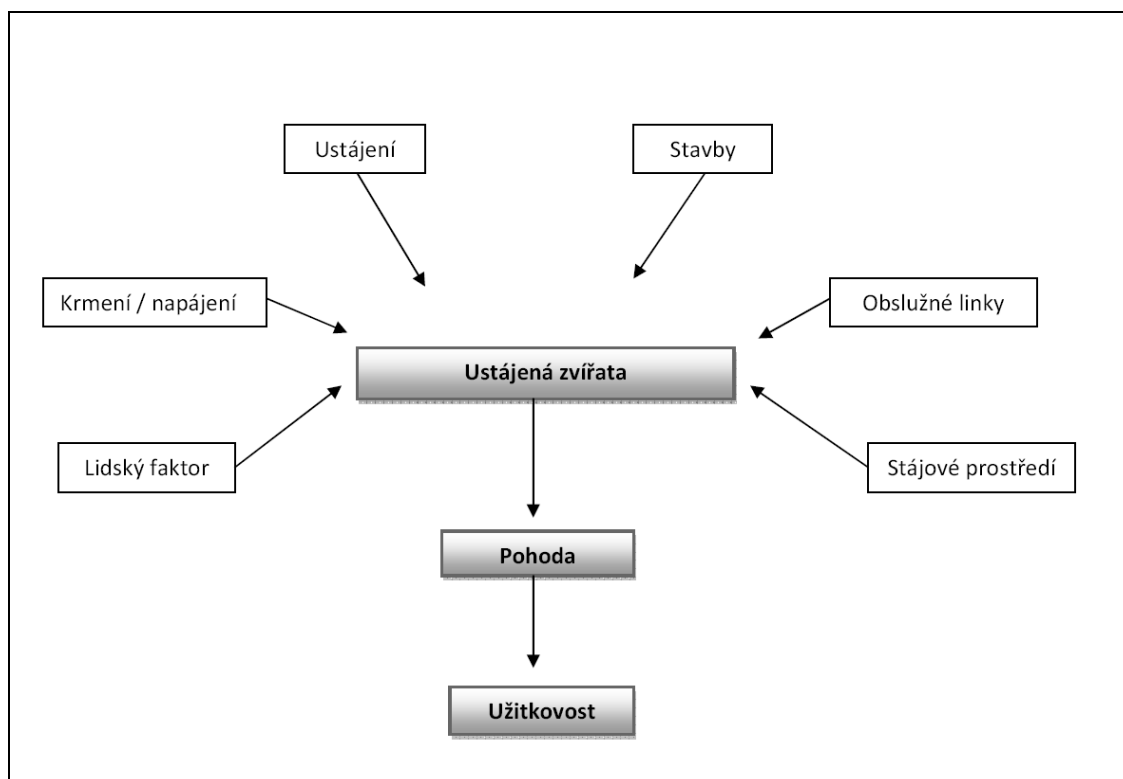 Ustájení
Stavby
Krmení / napájení
Obslužné linky
Ustájená zvířata
Lidský faktor
Stájové prostředí
Pohoda
Užitkovost